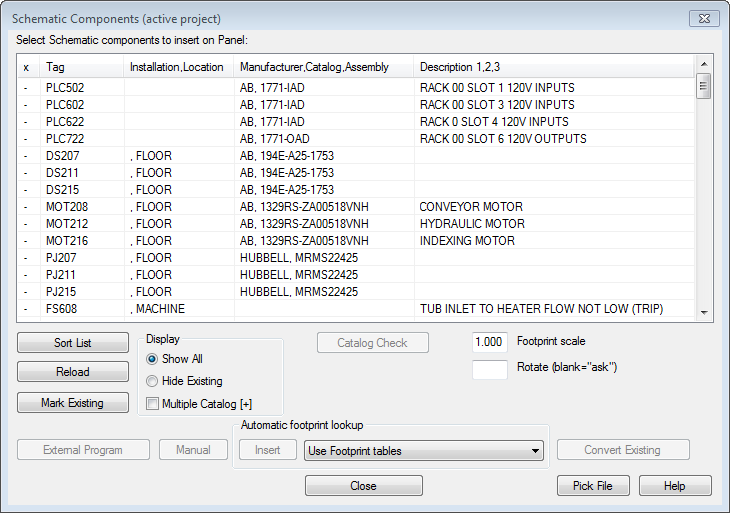 Schematic Components (active project)
Select Schematic components to insert on Panel:
x Tag Installation,Location Manufacturer,Catalog,Assembly Description 1,2,3
- PLC502 AB, 1771-IAD RACK 00 SLOT 1 120V INPUTS
- PLC602 AB, 1771-IAD RACK 00 SLOT 3 120V INPUTS
- PLC622 AB, 1771-IAD RACK 0 SLOT 4 120V INPUTS
- PLC722 AB, 1771-OAD RACK 00 SLOT 6 120V OUTPUTS
- DS207 , FLOOR AB, 194E-A25-1753
- DS211 , FLOOR AB, 194E-A25-1753
- DS215 , FLOOR AB, 194E-A25-1753
- MOT208 , FLOOR AB, 1329RS-ZA00518VNH CONVEYOR MOTOR
- MOT212 , FLOOR AB, 1329RS-ZA00518VNH HYDRAULIC MOTOR
- MOT216 , FLOOR AB, 1329RS-ZA00518VNH INDEXING MOTOR
- PJ207 , FLOOR HUBBELL, MRMS22425
- PJ211 , FLOOR HUBBELL, MRMS22425
- PJ215 , FLOOR HUBBELL, MRMS22425
- FS608 , MACHINE TUB INLET TO HEATER FLOW NOT LOW (TRIP)
Sort List Display Catalog Check 1.000 Footprint scale
Show All
Reload Rotate (blank="ask")
Hide Existing
Mark Existing Multiple Catalog [+]
Automatic footprint lookup
External Program Manual Insert Use Footprint tables Convert Existing
Close Pick File Help